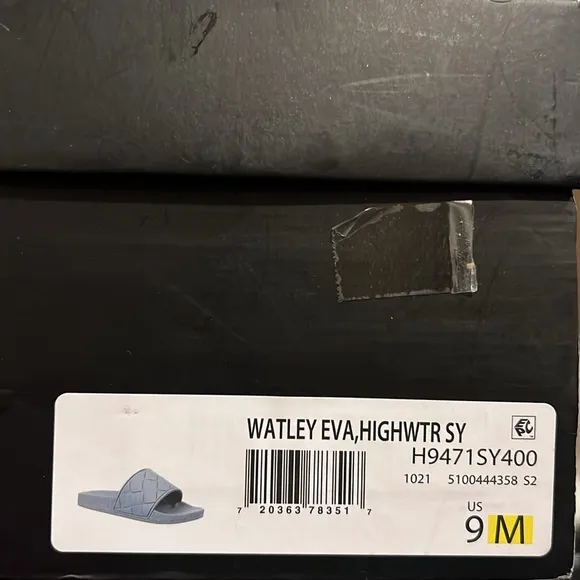 WATLEY EVA,HIGHWTR SY
H9471SY400
1021 5100444358 S2
7 20363 78351 7
US
9 M